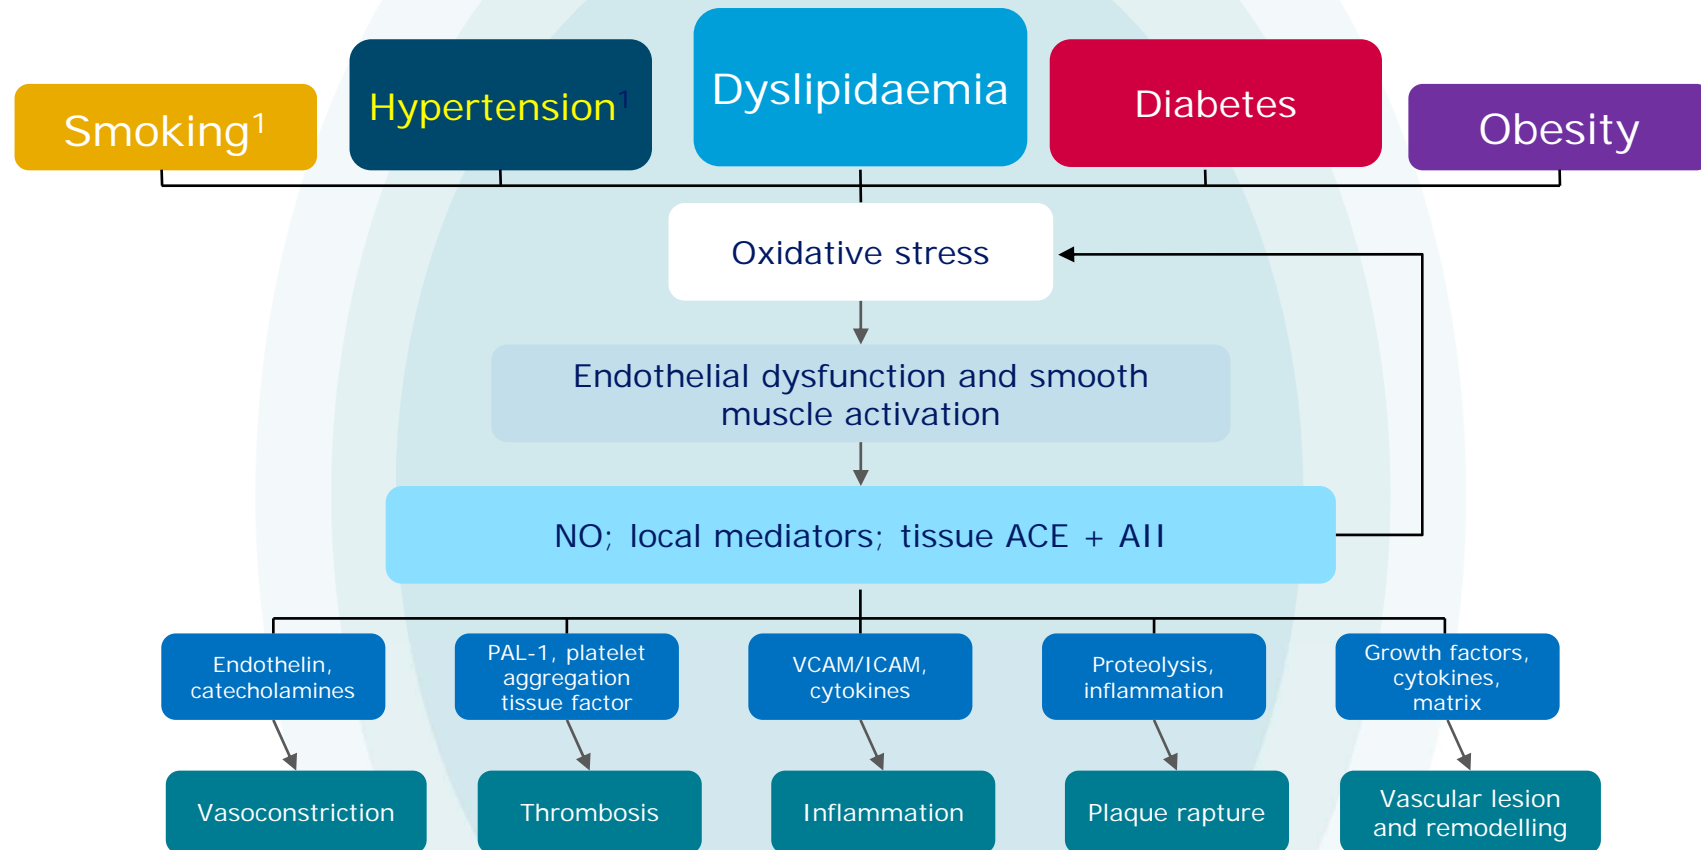 Smoking¹
Hypertension¹
Dyslipidaemia
Diabetes
Obesity
Oxidative stress
Endothelial dysfunction and smooth
muscle activation
NO; local mediators; tissue ACE + AII
Endothelin,
catecholamines
PAL-1, platelet
aggregation
tissue factor
VCAM/ICAM,
cytokines
Proteolysis,
inflammation
Growth factors,
cytokines,
matrix
Vasoconstriction
Thrombosis
Inflammation
Plaque rapture
Vascular lesion
and remodelling